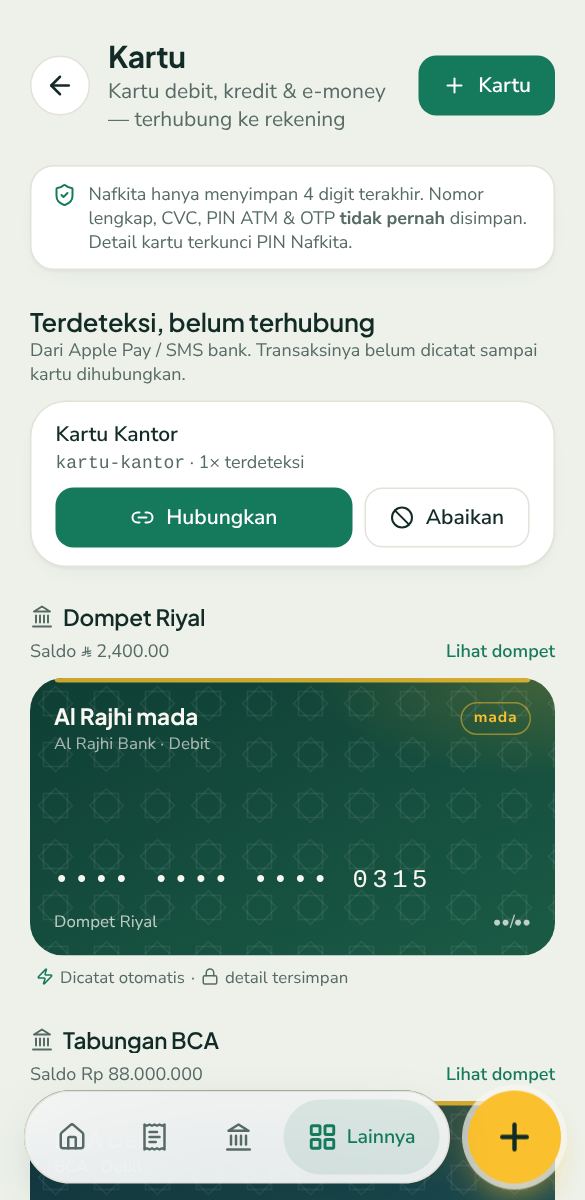 Kartu
Kartu debit, kredit & e-money
— terhubung ke rekening
+ Kartu
Nafkita hanya menyimpan 4 digit terakhir. Nomor
lengkap, CVC, PIN ATM & OTP tidak pernah disimpan.
Detail kartu terkunci PIN Nafkita.
Terdeteksi, belum terhubung
Dari Apple Pay / SMS bank. Transaksinya belum dicatat sampai
kartu dihubungkan.
Kartu Kantor
kartu-kantor · 1× terdeteksi
Hubungkan
Abaikan
Dompet Riyal
Saldo ⃁ 2,400.00
Lihat dompet
Al Rajhi mada
mada
Al Rajhi Bank · Debit
•••• •••• •••• 0315
Dompet Riyal
••/••
Dicatat otomatis · detail tersimpan
Tabungan BCA
Saldo Rp 88.000.000
Lihat dompet
Lainnya